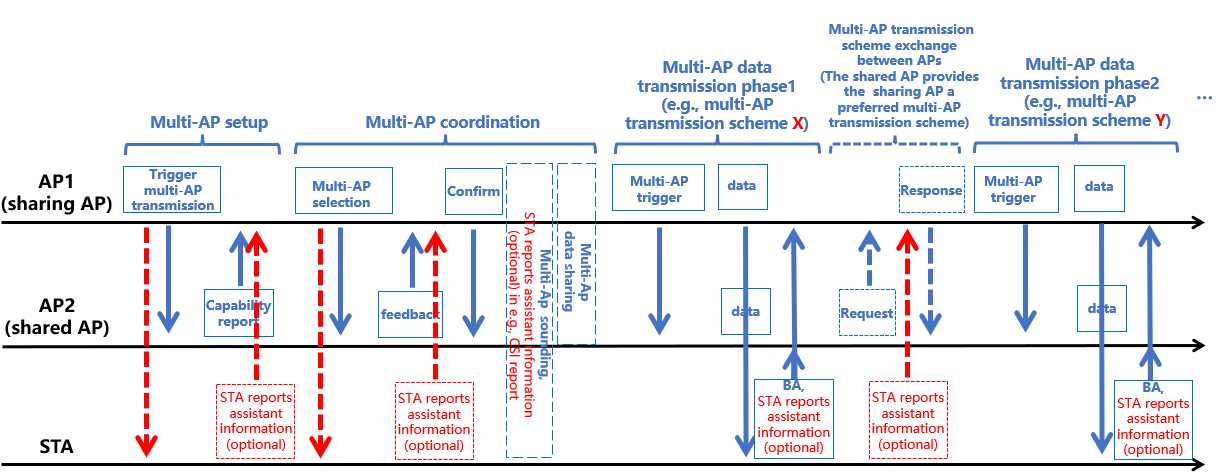 Multi-AP setup
Multi-AP coordination
Multi-AP data
transmission phase1
(e.g., multi-AP
transmission scheme X)
Multi-AP transmission
scheme exchange
between APs
(The shared AP provides
the sharing AP a
preferred multi-AP
transmission scheme)
Multi-AP data
transmission phase2
(e.g., multi-AP
transmission scheme Y)
...
AP1
(sharing AP)
Trigger
multi-AP
transmission
Multi-AP
selection
Confirm
Multi-AP
trigger
data
Response
Multi-AP
trigger
data
Multi-Ap sounding,
STA reports assistant information
(optional) in e.g., CSI report
Multi-Ap
data sharing
AP2
(shared AP)
Capability
report
feedback
data
Request
data
STA
STA reports
assistant
information
(optional)
STA reports
assistant
information
(optional)
BA,
STA reports
assistant
information
(optional)
STA reports
assistant
information
(optional)
BA,
STA reports
assistant
information
(optional)